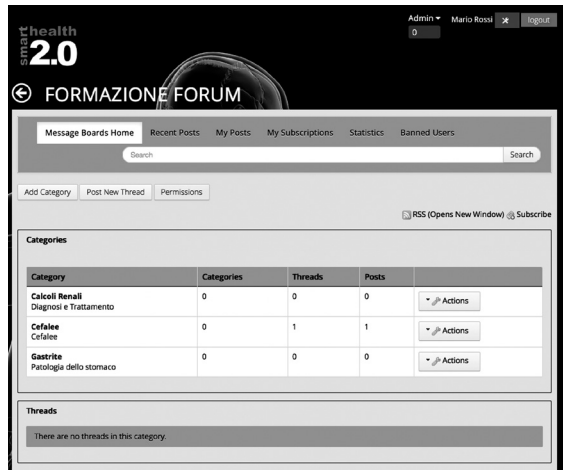 Admin Mario Rossi logout
0
smarthealth
2.0
FORMAZIONE FORUM
Message Boards Home Recent Posts My Posts My Subscriptions Statistics Banned Users
Search Search
Add Category Post New Thread Permissions
RSS (Opens New Window) Subscribe
Categories
Category Categories Threads Posts
Calcoli Renali 0 0 0 Actions
Diagnosi e Trattamento
Cefalee 0 1 1 Actions
Cefalee
Gastrite 0 0 0 Actions
Patologia dello stomaco
Threads
There are no threads in this category.